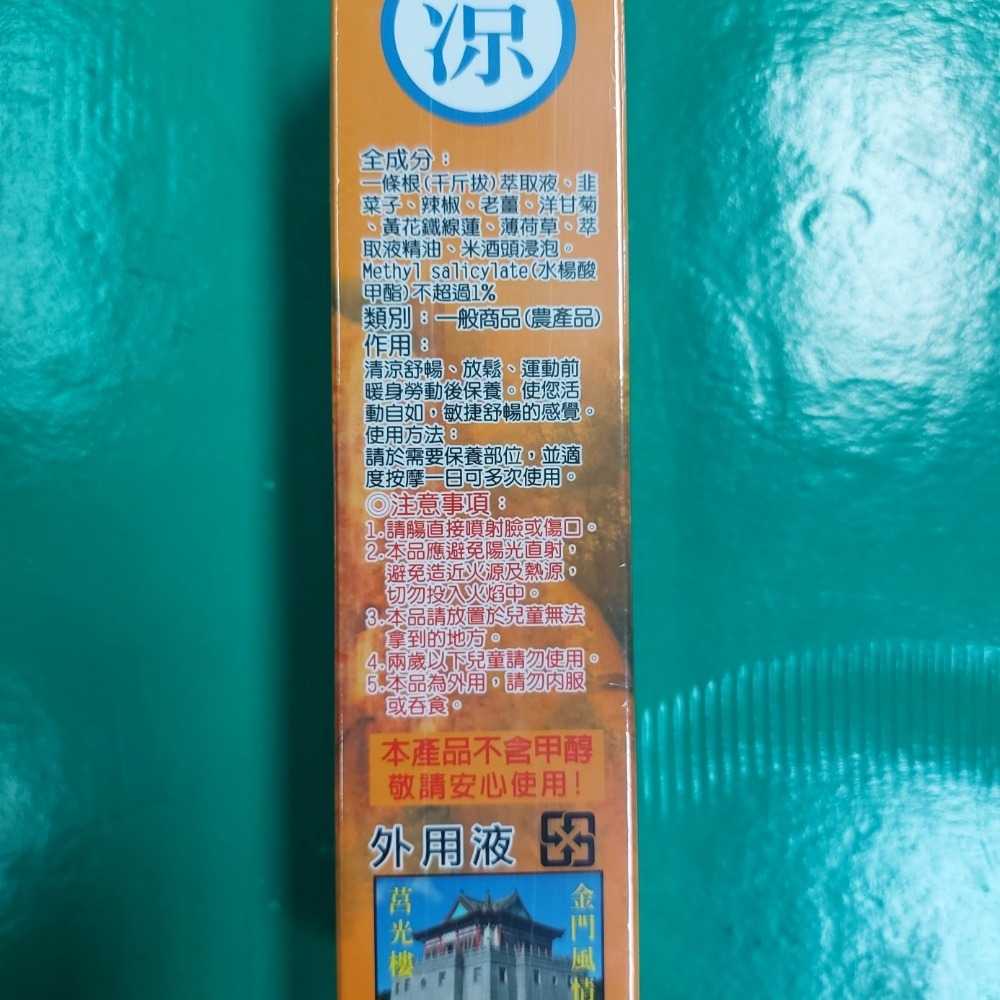 涼
全成分：
一條根(千斤拔)萃取液、韭
菜子、辣椒、老薑、洋甘菊
、黃花鐵線蓮、薄荷草、萃
取液精油、米酒頭浸泡。
Methyl salicylate(水楊酸
甲酯)不超過1%
類別：一般商品(農產品)
作用：
清涼舒暢、放鬆、運動前
暖身勞動後保養。使您活
動自如，敏捷舒暢的感覺。
使用方法：
請於需要保養部位，並適
度按摩一日可多次使用。
◎注意事項：
1.請觴直接噴射臉或傷口。
2.本品應避免陽光直射，
避免造近火源及熱源，
切勿投入火焰中。
3.本品請放置於兒童無法
拿到的地方。
4.兩歲以下兒童請勿使用。
5.本品為外用，請勿內服
或吞食。
本產品不含甲醇
敬請安心使用！
外用液
莒光樓
金門風情